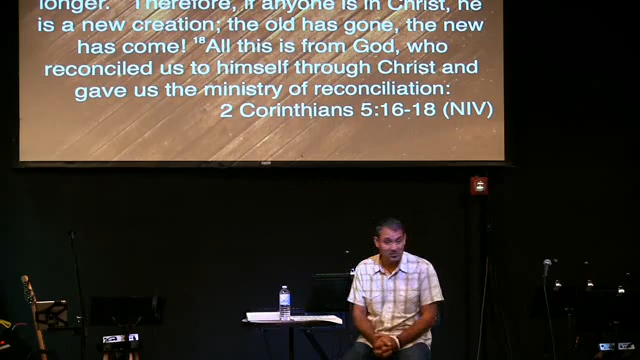 longer. Therefore, if anyone is in Christ, he
is a new creation; the old has gone, the new
has come! ¹⁸All this is from God, who
reconciled us to himself through Christ and
gave us the ministry of reconciliation:
2 Corinthians 5:16-18 (NIV)